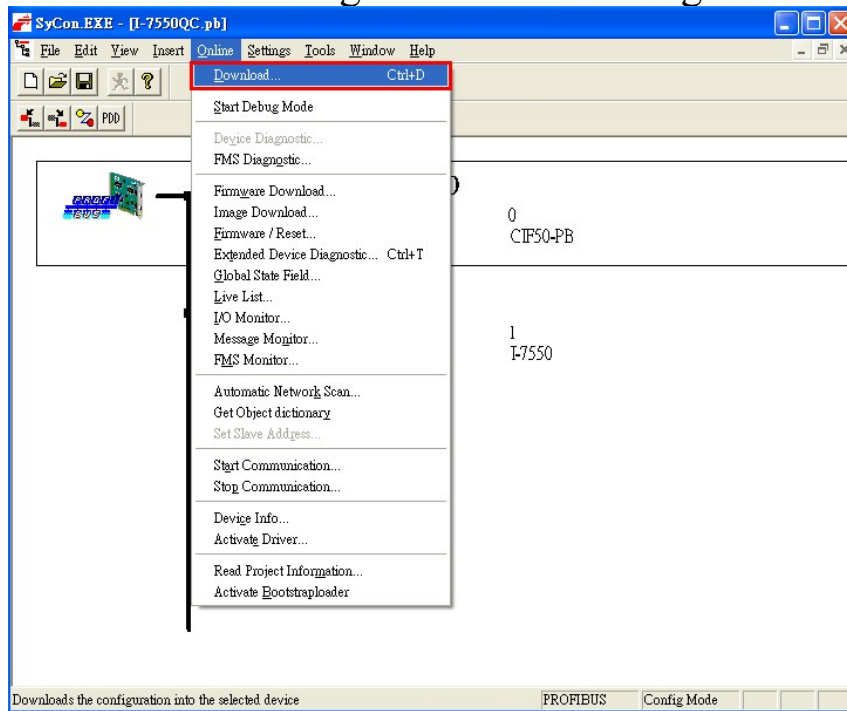 SyCon.EXE - [I-7550QC.pb]
File Edit View Insert Online Settings Tools Window Help
Download... Ctrl+D
PDD
Start Debug Mode
Device Diagnostic...
FMS Diagnostic...
Firmware Download...
Image Download...
Firmware / Reset...
Extended Device Diagnostic... Ctrl+T
Global State Field...
Live List...
I/O Monitor...
Message Monitor...
FMS Monitor...
Automatic Network Scan...
Get Object dictionary
Set Slave Address...
Start Communication...
Stop Communication...
Device Info...
Activate Driver...
Read Project Information...
Activate Bootstraploader
0
CIF50-PB
1
I-7550
Downloads the configuration into the selected device
PROFIBUS
Config Mode